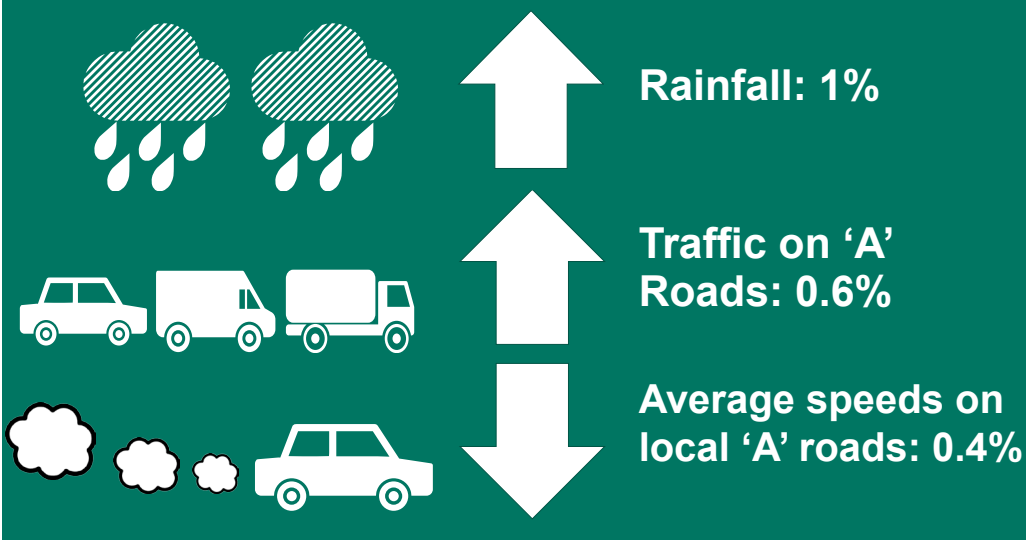 Rainfall: 1%
Traffic on ‘A’
Roads: 0.6%
Average speeds on
local ‘A’ roads: 0.4%